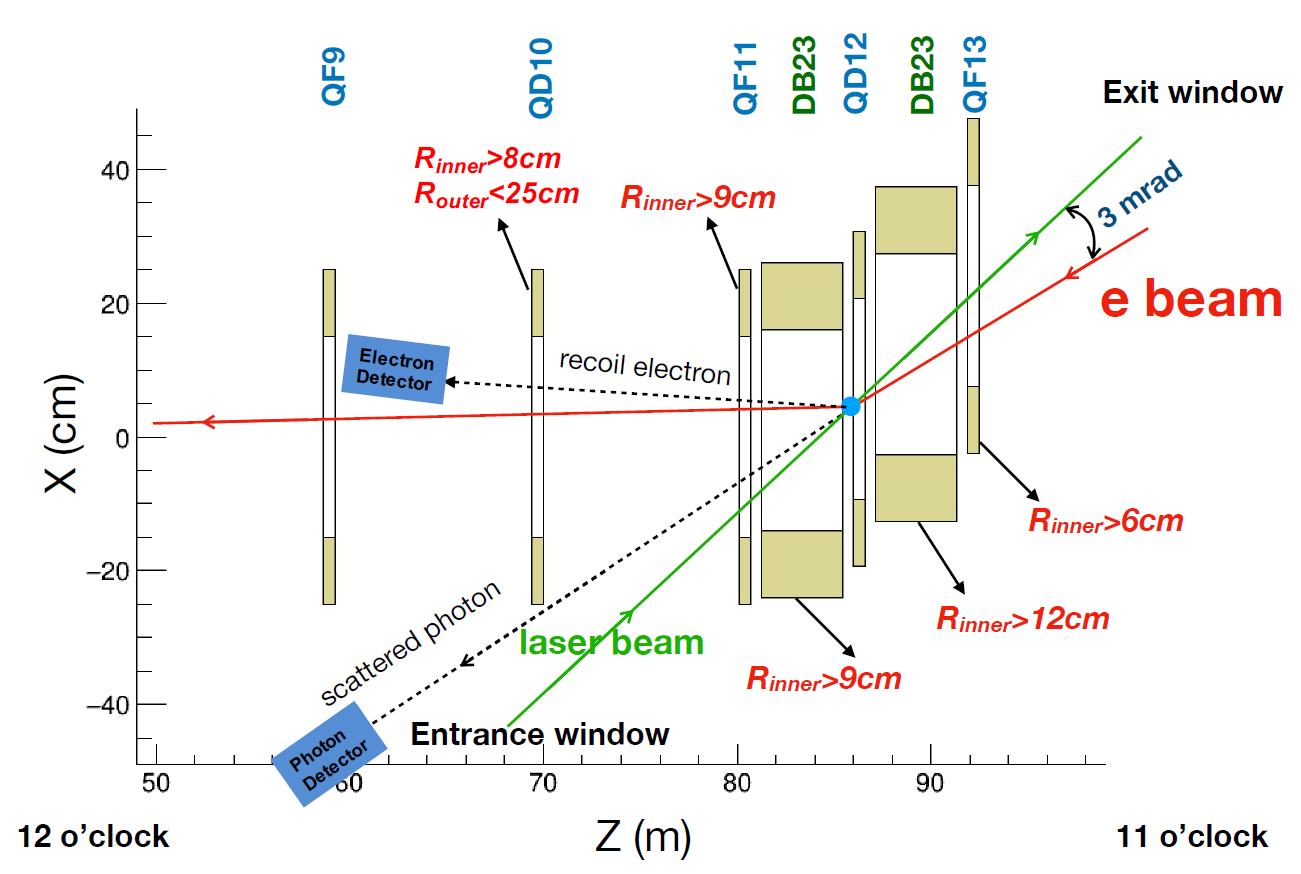 QF9
QD10
QF11
DB23
QD12
DB23
QF13
Exit window
3 mrad
e beam
Rinner>8cm
Router<25cm
Rinner>9cm
40
20
0
−20
−40
X (cm)
Electron
Detector
recoil electron
Rinner>6cm
Rinner>12cm
Rinner>9cm
scattered photon
laser beam
Entrance window
Photon
Detector
50
60
70
80
90
12 o’clock
Z (m)
11 o’clock